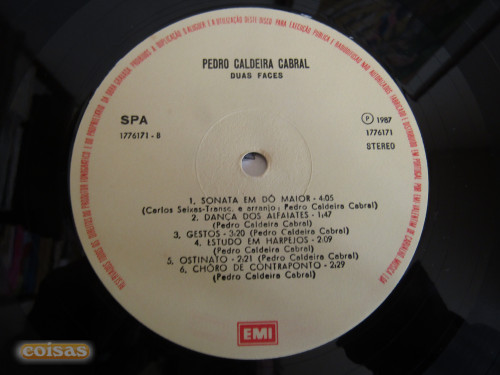 PEDRO CALDEIRA CABRAL
DUAS FACES
SPA
1776171-B
Ⓟ 1987
1776171
STEREO
1, SONATA EM DÓ MAIOR - 4:05
(Carlos Seixas-Transc. e arranjo: Pedro Caldeira Cabral)
2. DANÇA DOS ALFAIATES - 1:47
(Pedro Caldeira Cabral)
3, GESTOS - 3:20 (Pedro Caldeira Cabral)
4. ESTUDO EM HARPEJOS - 2:09
(Pedro Caldeira Cabral)
5, OSTINATO - 2:21 (Pedro Caldeira Cabral)
6. CHÔRO DE CONTRAPONTO - 2:29
(Pedro Caldeira Cabral)
EMI
coisas